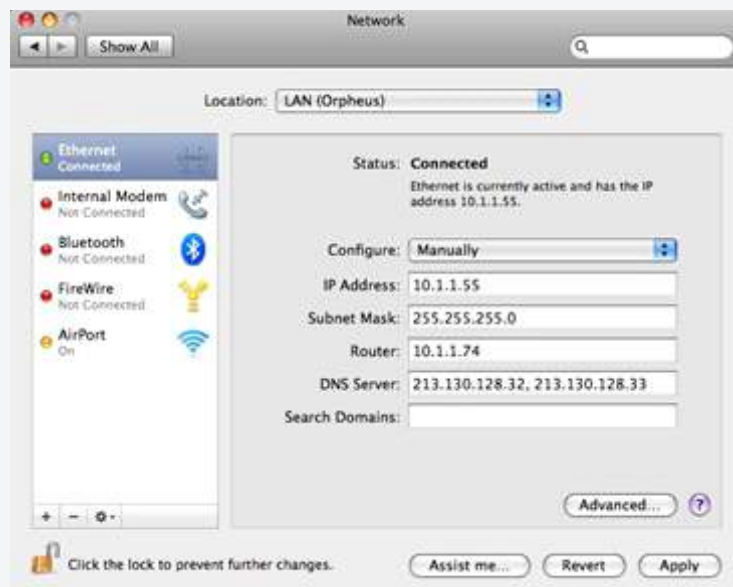 Network
Show All
Location: LAN (Orpheus)
Ethernet
Connected
Internal Modem
Not Connected
Bluetooth
Not Connected
FireWire
Not Connected
AirPort
On
Status: Connected
Ethernet is currently active and has the IP
address 10.1.1.55.
Configure: Manually
IP Address: 10.1.1.55
Subnet Mask: 255.255.255.0
Router: 10.1.1.74
DNS Server: 213.130.128.32, 213.130.128.33
Search Domains:
Advanced... ?
Click the lock to prevent further changes.
Assist me... Revert Apply